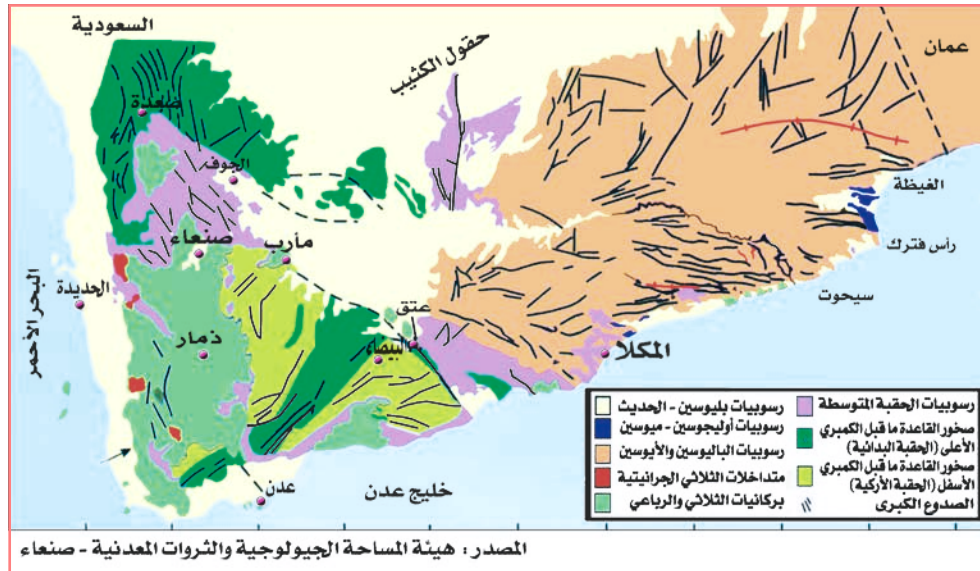 السعودية
عمان
حقول الكثيب
صعدة
الجوف
الغيظة
صنعاء
مأرب
رأس فترك
البحر الأحمر
الحديدة
سيحوت
عتق
ذمار
البيضاء
المكلا
عدن
خليج عدن
رسوبيات بليوسين - الحديث
رسوبيات أوليجوسين - ميوسين
رسوبيات الباليوسين والأيوسين
متداخلات الثلاثي الجرانيتية
بركانيات الثلاثي والرباعي
رسوبيات الحقبة المتوسطة
صخور القاعدة ما قبل الكمبري
الأعلى (الحقبة البدائية)
صخور القاعدة ما قبل الكمبري
الأسفل (الحقبة الأركية)
الصدوع الكبرى
المصدر: هيئة المساحة الجيولوجية والثروات المعدنية - صنعاء